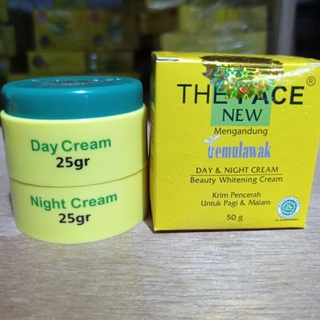 Day Cream
25gr
Night Cream
25gr
THE FACE ®
NEW
Mengandung
Temulawak
DAY & NIGHT CREAM
Beauty Whitening Cream
Krim Pencerah
Untuk Pagi & Malam
50 g